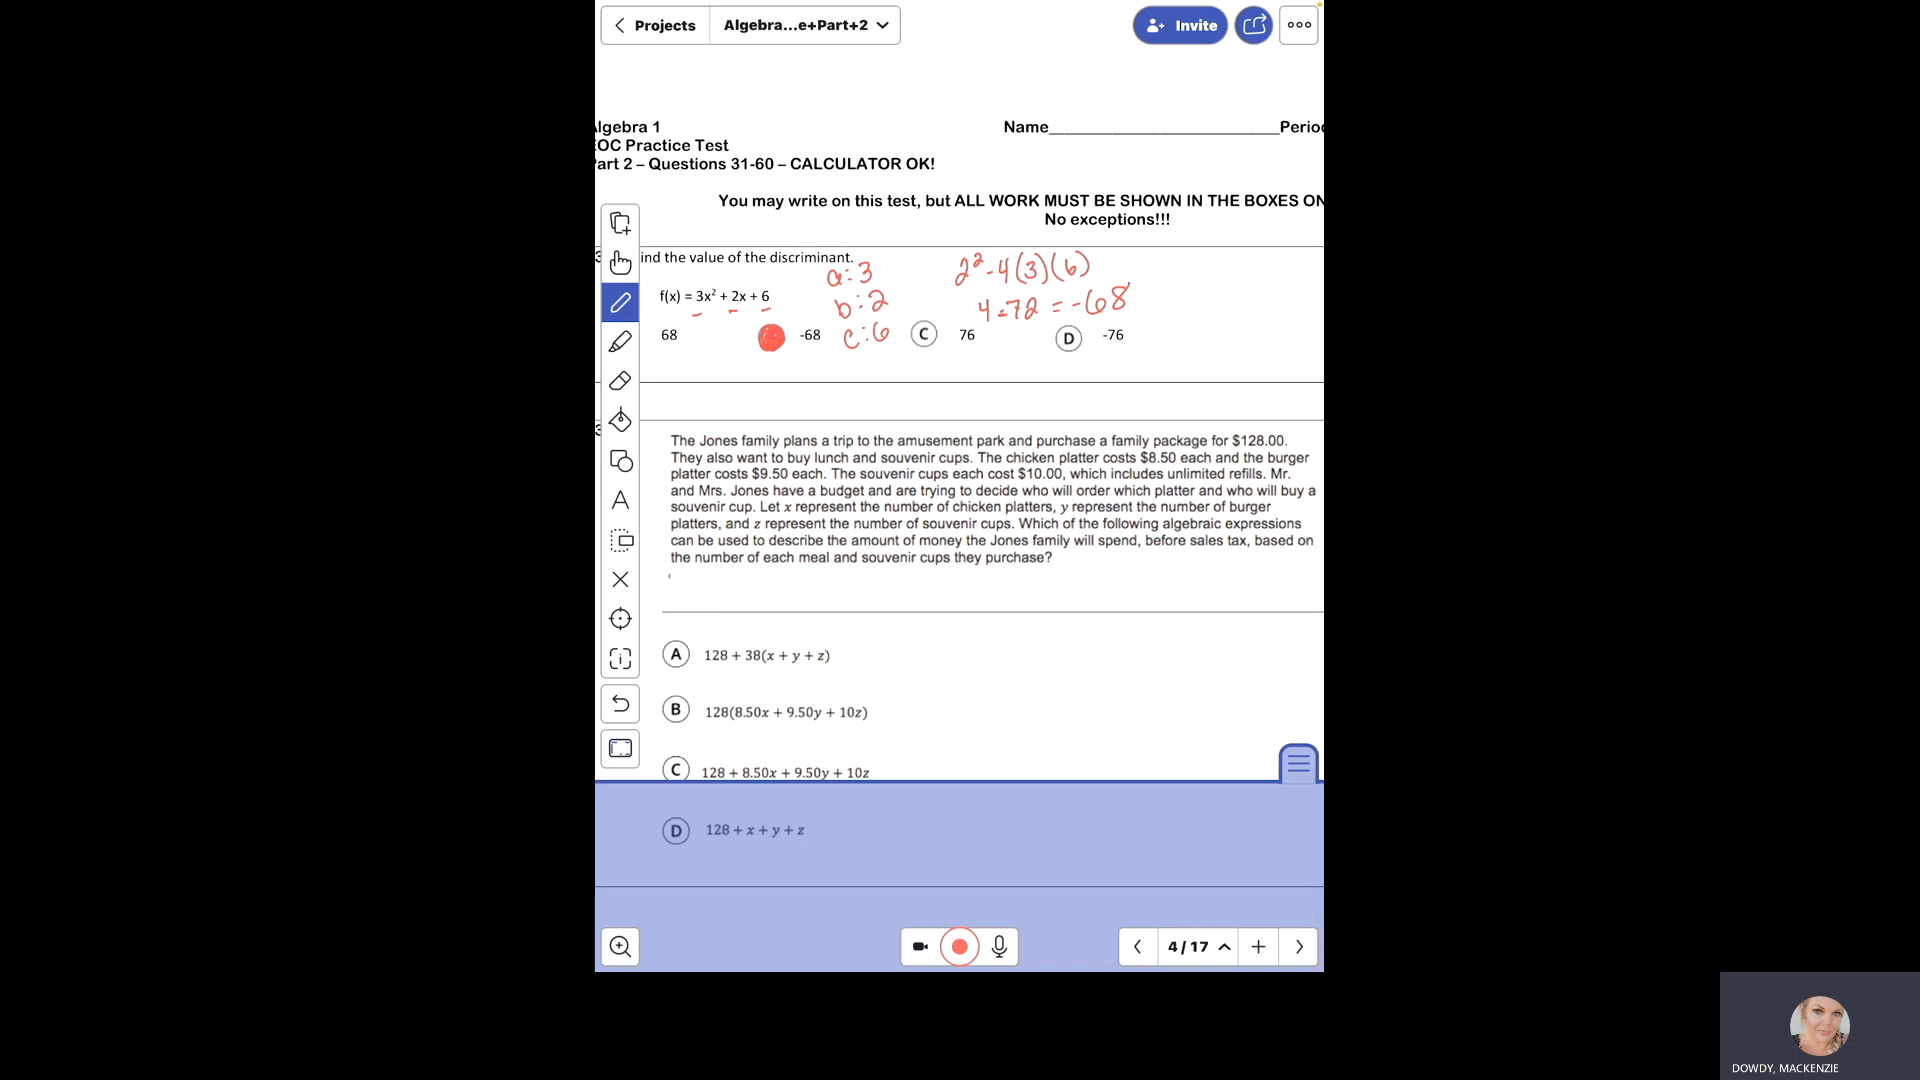 Projects
Algebra...e+Part+2
Invite
lgebra 1
Name__________________________Perio
OC Practice Test
art 2 – Questions 31-60 – CALCULATOR OK!
You may write on this test, but ALL WORK MUST BE SHOWN IN THE BOXES ON
No exceptions!!!
3
ind the value of the discriminant.
a: 3
2² - 4(3)(6)
f(x) = 3x² + 2x + 6
b: 2
4-72 = -68
68
-68
c: 6
C 76
D -76
3
The Jones family plans a trip to the amusement park and purchase a family package for $128.00.
They also want to buy lunch and souvenir cups. The chicken platter costs $8.50 each and the burger
platter costs $9.50 each. The souvenir cups each cost $10.00, which includes unlimited refills. Mr.
and Mrs. Jones have a budget and are trying to decide who will order which platter and who will buy a
souvenir cup. Let x represent the number of chicken platters, y represent the number of burger
platters, and z represent the number of souvenir cups. Which of the following algebraic expressions
can be used to describe the amount of money the Jones family will spend, before sales tax, based on
the number of each meal and souvenir cups they purchase?
A 128 + 38(x + y + z)
B 128(8.50x + 9.50y + 10z)
C 128 + 8.50x + 9.50y + 10z
D 128 + x + y + z
4 / 17
DOWDY, MACKENZIE